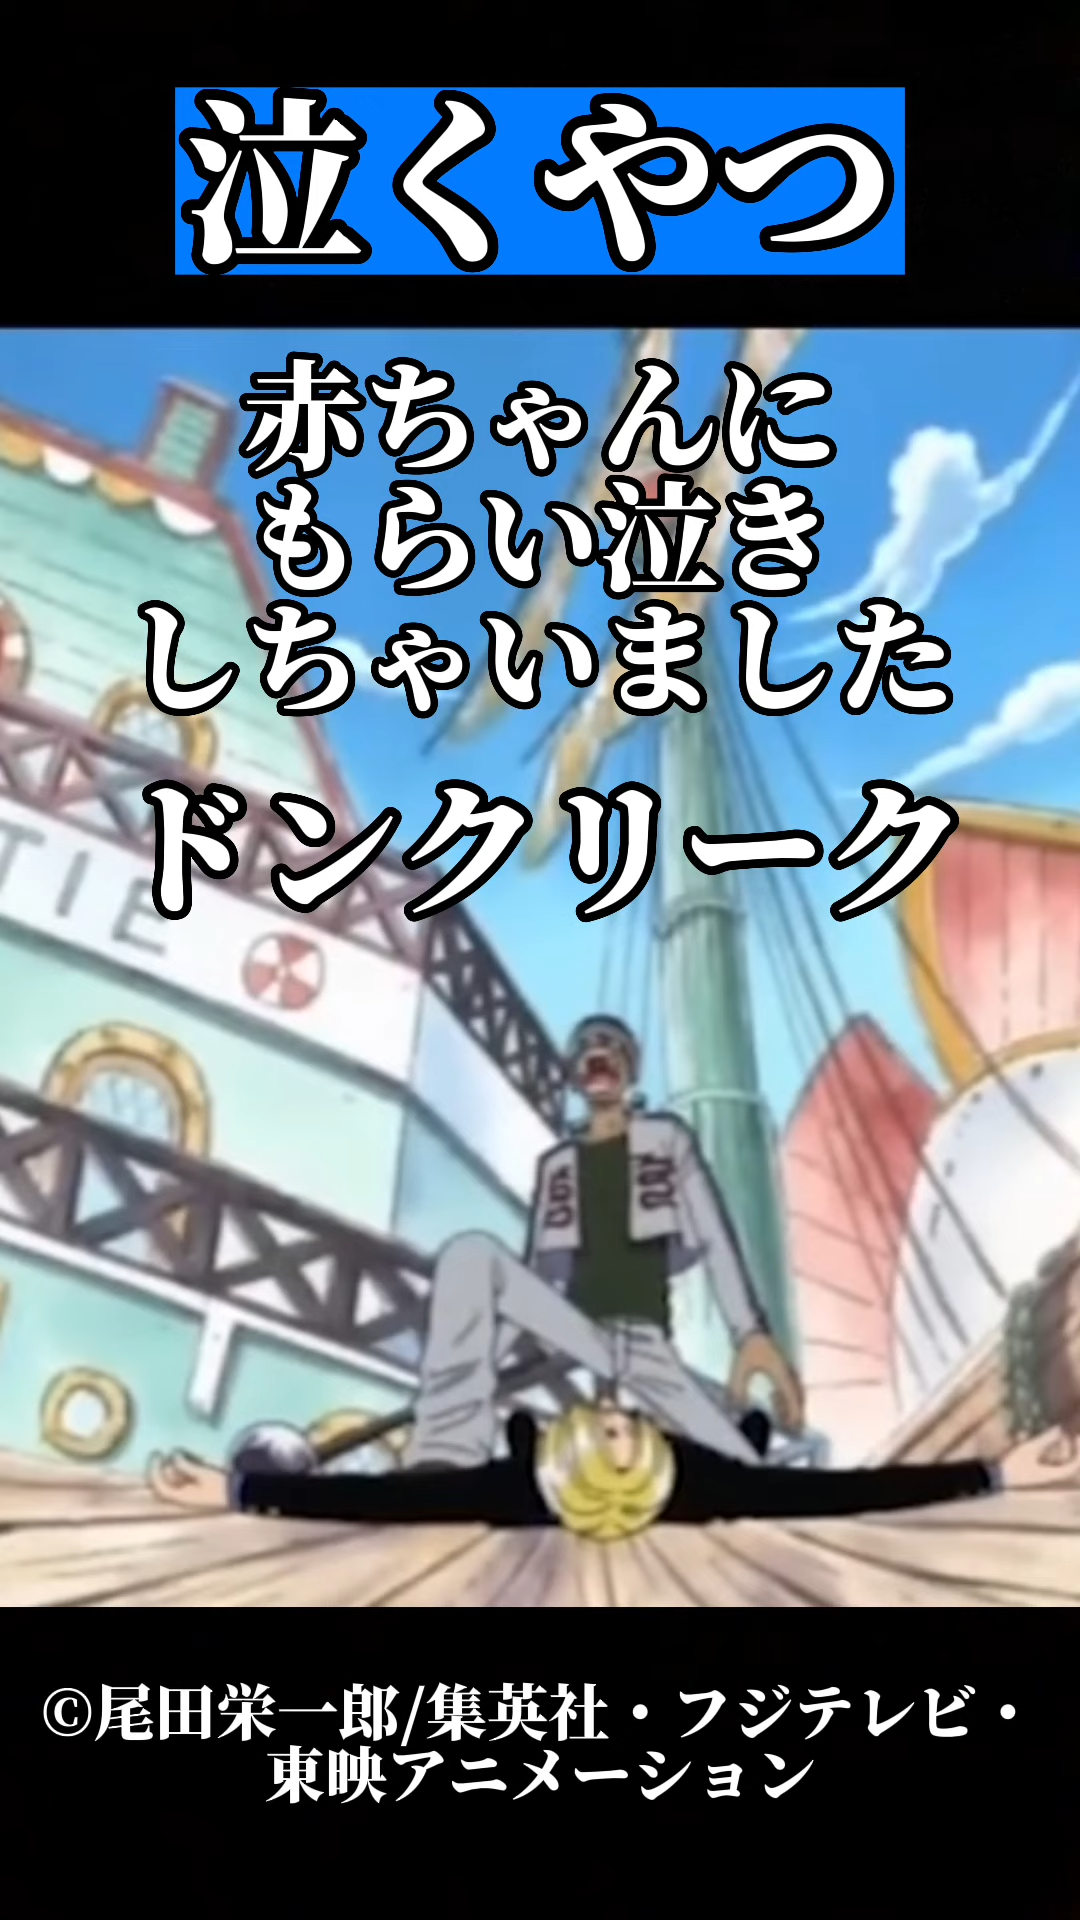 泣くやつ
赤ちゃんに
もらい泣き
しちゃいました
ドンクリーク
TIE
©尾田栄一郎/集英社・フジテレビ・
東映アニメーション